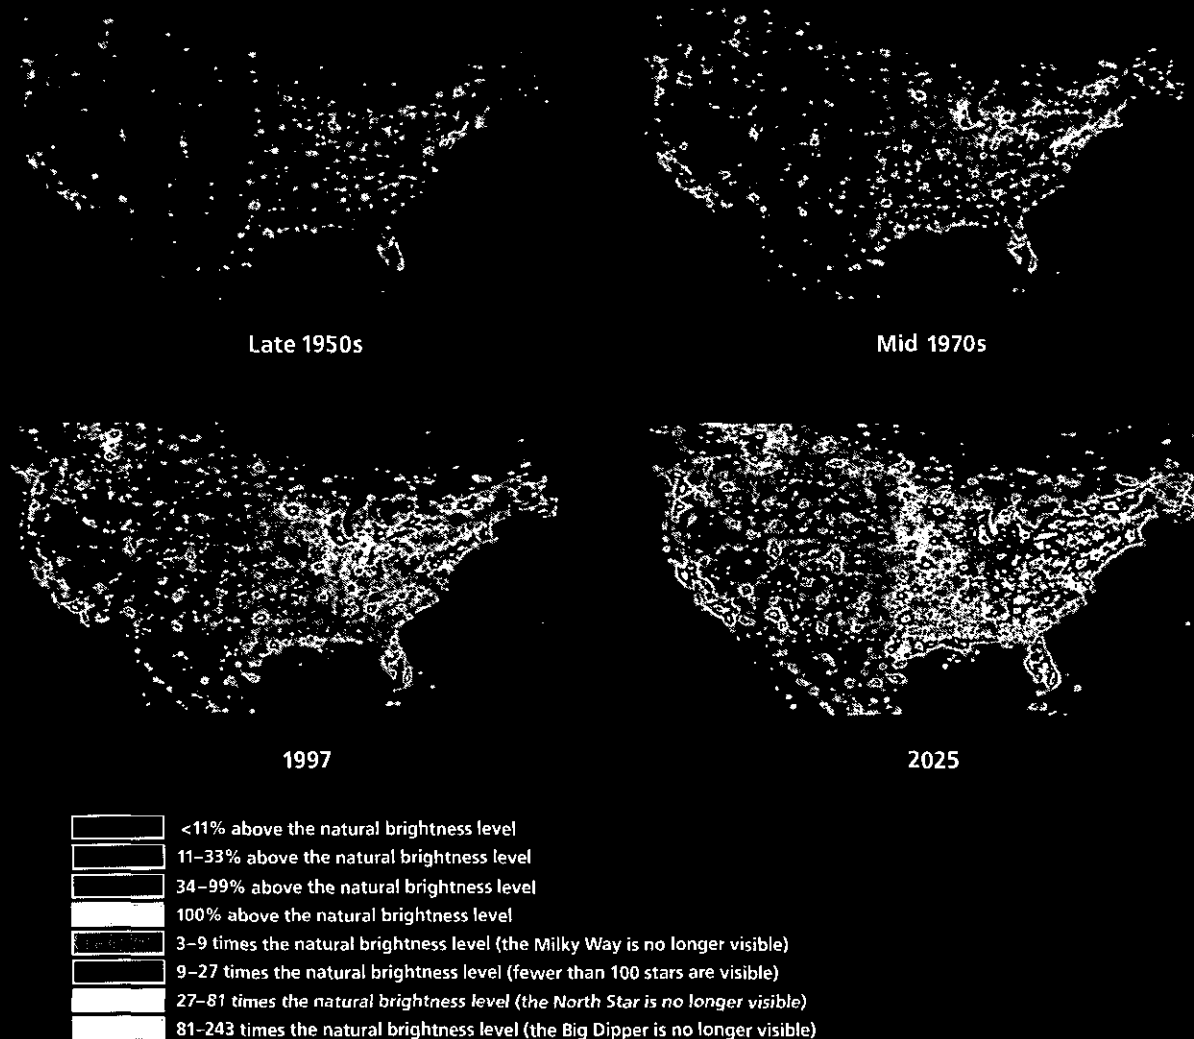 Late 1950s
Mid 1970s
1997
2025
<11% above the natural brightness level
11–33% above the natural brightness level
34–99% above the natural brightness level
100% above the natural brightness level
3–9 times the natural brightness level (the Milky Way is no longer visible)
9–27 times the natural brightness level (fewer than 100 stars are visible)
27–81 times the natural brightness level (the North Star is no longer visible)
81–243 times the natural brightness level (the Big Dipper is no longer visible)